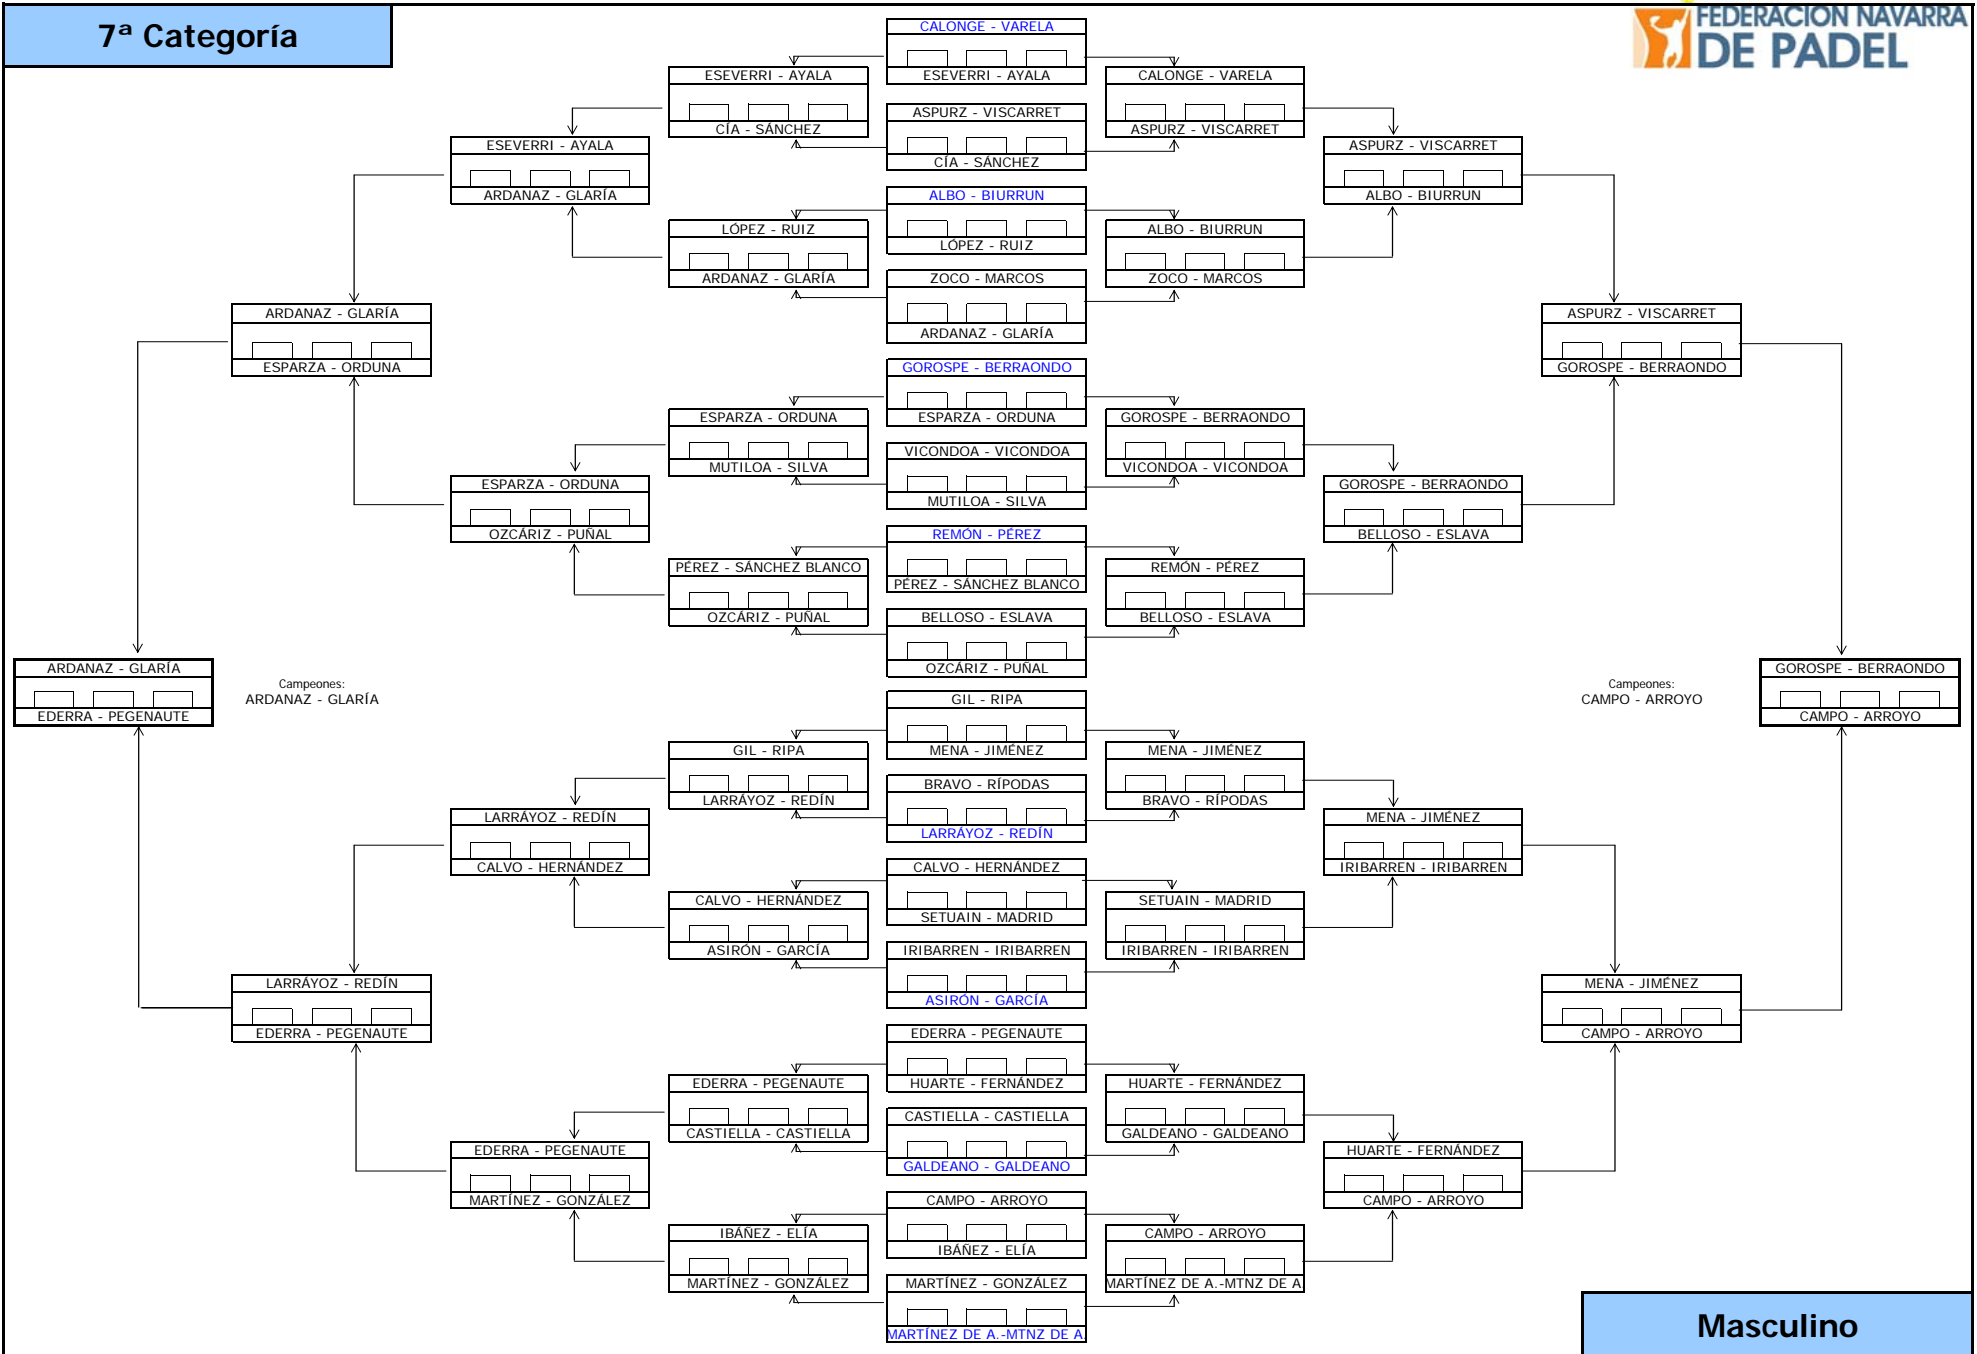 7ª Categoría
FEDERACION NAVARRA
DE PADEL
CALONGE - VARELA
ESEVERRI - AYALA
ASPURZ - VISCARRET
CÍA - SÁNCHEZ
ALBO - BIURRUN
LÓPEZ - RUIZ
ZOCO - MARCOS
ARDANAZ - GLARÍA
GOROSPE - BERRAONDO
ESPARZA - ORDUNA
VICONDOA - VICONDOA
MUTILOA - SILVA
REMÓN - PÉREZ
PÉREZ - SÁNCHEZ BLANCO
BELLOSO - ESLAVA
OZCÁRIZ - PUÑAL
GIL - RIPA
MENA - JIMÉNEZ
BRAVO - RÍPODAS
LARRÁYOZ - REDÍN
CALVO - HERNÁNDEZ
SETUAIN - MADRID
IRIBARREN - IRIBARREN
ASIRÓN - GARCÍA
EDERRA - PEGENAUTE
HUARTE - FERNÁNDEZ
CASTIELLA - CASTIELLA
GALDEANO - GALDEANO
CAMPO - ARROYO
IBÁÑEZ - ELÍA
MARTÍNEZ - GONZÁLEZ
MARTÍNEZ DE A.-MTNZ DE A.
ESEVERRI - AYALA
CÍA - SÁNCHEZ
LÓPEZ - RUIZ
ARDANAZ - GLARÍA
ESPARZA - ORDUNA
MUTILOA - SILVA
PÉREZ - SÁNCHEZ BLANCO
OZCÁRIZ - PUÑAL
GIL - RIPA
LARRÁYOZ - REDÍN
CALVO - HERNÁNDEZ
ASIRÓN - GARCÍA
EDERRA - PEGENAUTE
CASTIELLA - CASTIELLA
IBÁÑEZ - ELÍA
MARTÍNEZ - GONZÁLEZ
ESEVERRI - AYALA
ARDANAZ - GLARÍA
ESPARZA - ORDUNA
OZCÁRIZ - PUÑAL
LARRÁYOZ - REDÍN
CALVO - HERNÁNDEZ
EDERRA - PEGENAUTE
MARTÍNEZ - GONZÁLEZ
ARDANAZ - GLARÍA
ESPARZA - ORDUNA
LARRÁYOZ - REDÍN
EDERRA - PEGENAUTE
ARDANAZ - GLARÍA
EDERRA - PEGENAUTE
Campeones:
ARDANAZ - GLARÍA
CALONGE - VARELA
ASPURZ - VISCARRET
ALBO - BIURRUN
ZOCO - MARCOS
GOROSPE - BERRAONDO
VICONDOA - VICONDOA
REMÓN - PÉREZ
BELLOSO - ESLAVA
MENA - JIMÉNEZ
BRAVO - RÍPODAS
SETUAIN - MADRID
IRIBARREN - IRIBARREN
HUARTE - FERNÁNDEZ
GALDEANO - GALDEANO
CAMPO - ARROYO
MARTÍNEZ DE A.-MTNZ DE A.
ASPURZ - VISCARRET
ALBO - BIURRUN
GOROSPE - BERRAONDO
BELLOSO - ESLAVA
MENA - JIMÉNEZ
IRIBARREN - IRIBARREN
HUARTE - FERNÁNDEZ
CAMPO - ARROYO
ASPURZ - VISCARRET
GOROSPE - BERRAONDO
MENA - JIMÉNEZ
CAMPO - ARROYO
Campeones:
CAMPO - ARROYO
GOROSPE - BERRAONDO
CAMPO - ARROYO
Masculino